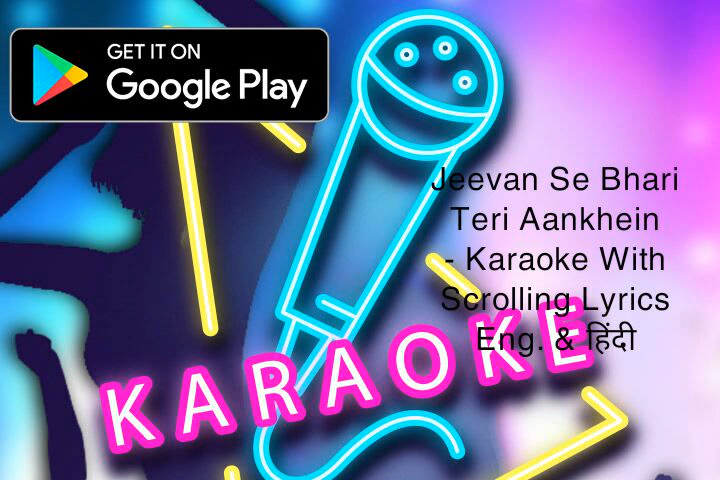 GET IT ON
Google Play
Jeevan Se Bhari
Teri Aankhein
- Karaoke With
Scrolling Lyrics
Eng. & हिंदी
KARAOKE